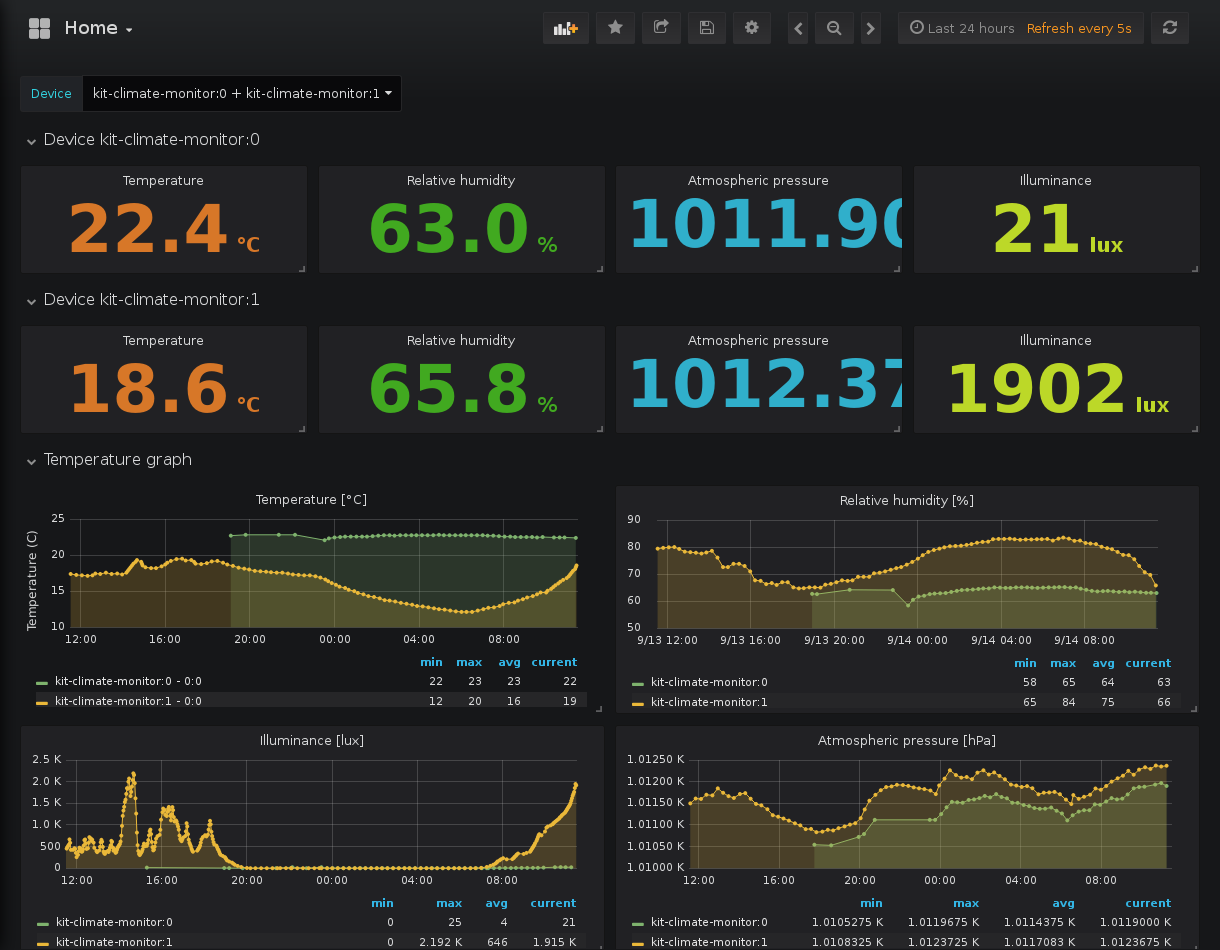 Home
Last 24 hours Refresh every 5s
Device kit-climate-monitor:0 + kit-climate-monitor:1
Device kit-climate-monitor:0
Temperature Relative humidity Atmospheric pressure Illuminance
22.4 °C 63.0 % 1011.90 21 lux
Device kit-climate-monitor:1
Temperature Relative humidity Atmospheric pressure Illuminance
18.6 °C 65.8 % 1012.37 1902 lux
Temperature graph
Temperature [°C]
Temperature (C)
25
20
15
10
12:00 16:00 20:00 00:00 04:00 08:00
min max avg current
kit-climate-monitor:0 - 0:0 22 23 23 22
kit-climate-monitor:1 - 0:0 12 20 16 19
Relative humidity [%]
90
80
70
60
50
9/13 12:00 9/13 16:00 9/13 20:00 9/14 00:00 9/14 04:00 9/14 08:00
min max avg current
kit-climate-monitor:0 58 65 64 63
kit-climate-monitor:1 65 84 75 66
Illuminance [lux]
2.5 K
2.0 K
1.5 K
1.0 K
500
0
12:00 16:00 20:00 00:00 04:00 08:00
min max avg current
kit-climate-monitor:0 0 25 4 21
kit-climate-monitor:1 0 2.192 K 646 1.915 K
Atmospheric pressure [hPa]
1.01250 K
1.01200 K
1.01150 K
1.01100 K
1.01050 K
1.01000 K
12:00 16:00 20:00 00:00 04:00 08:00
min max avg current
kit-climate-monitor:0 1.0105275 K 1.0119675 K 1.0114375 K 1.0119000 K
kit-climate-monitor:1 1.0108325 K 1.0123725 K 1.0117083 K 1.0123675 K